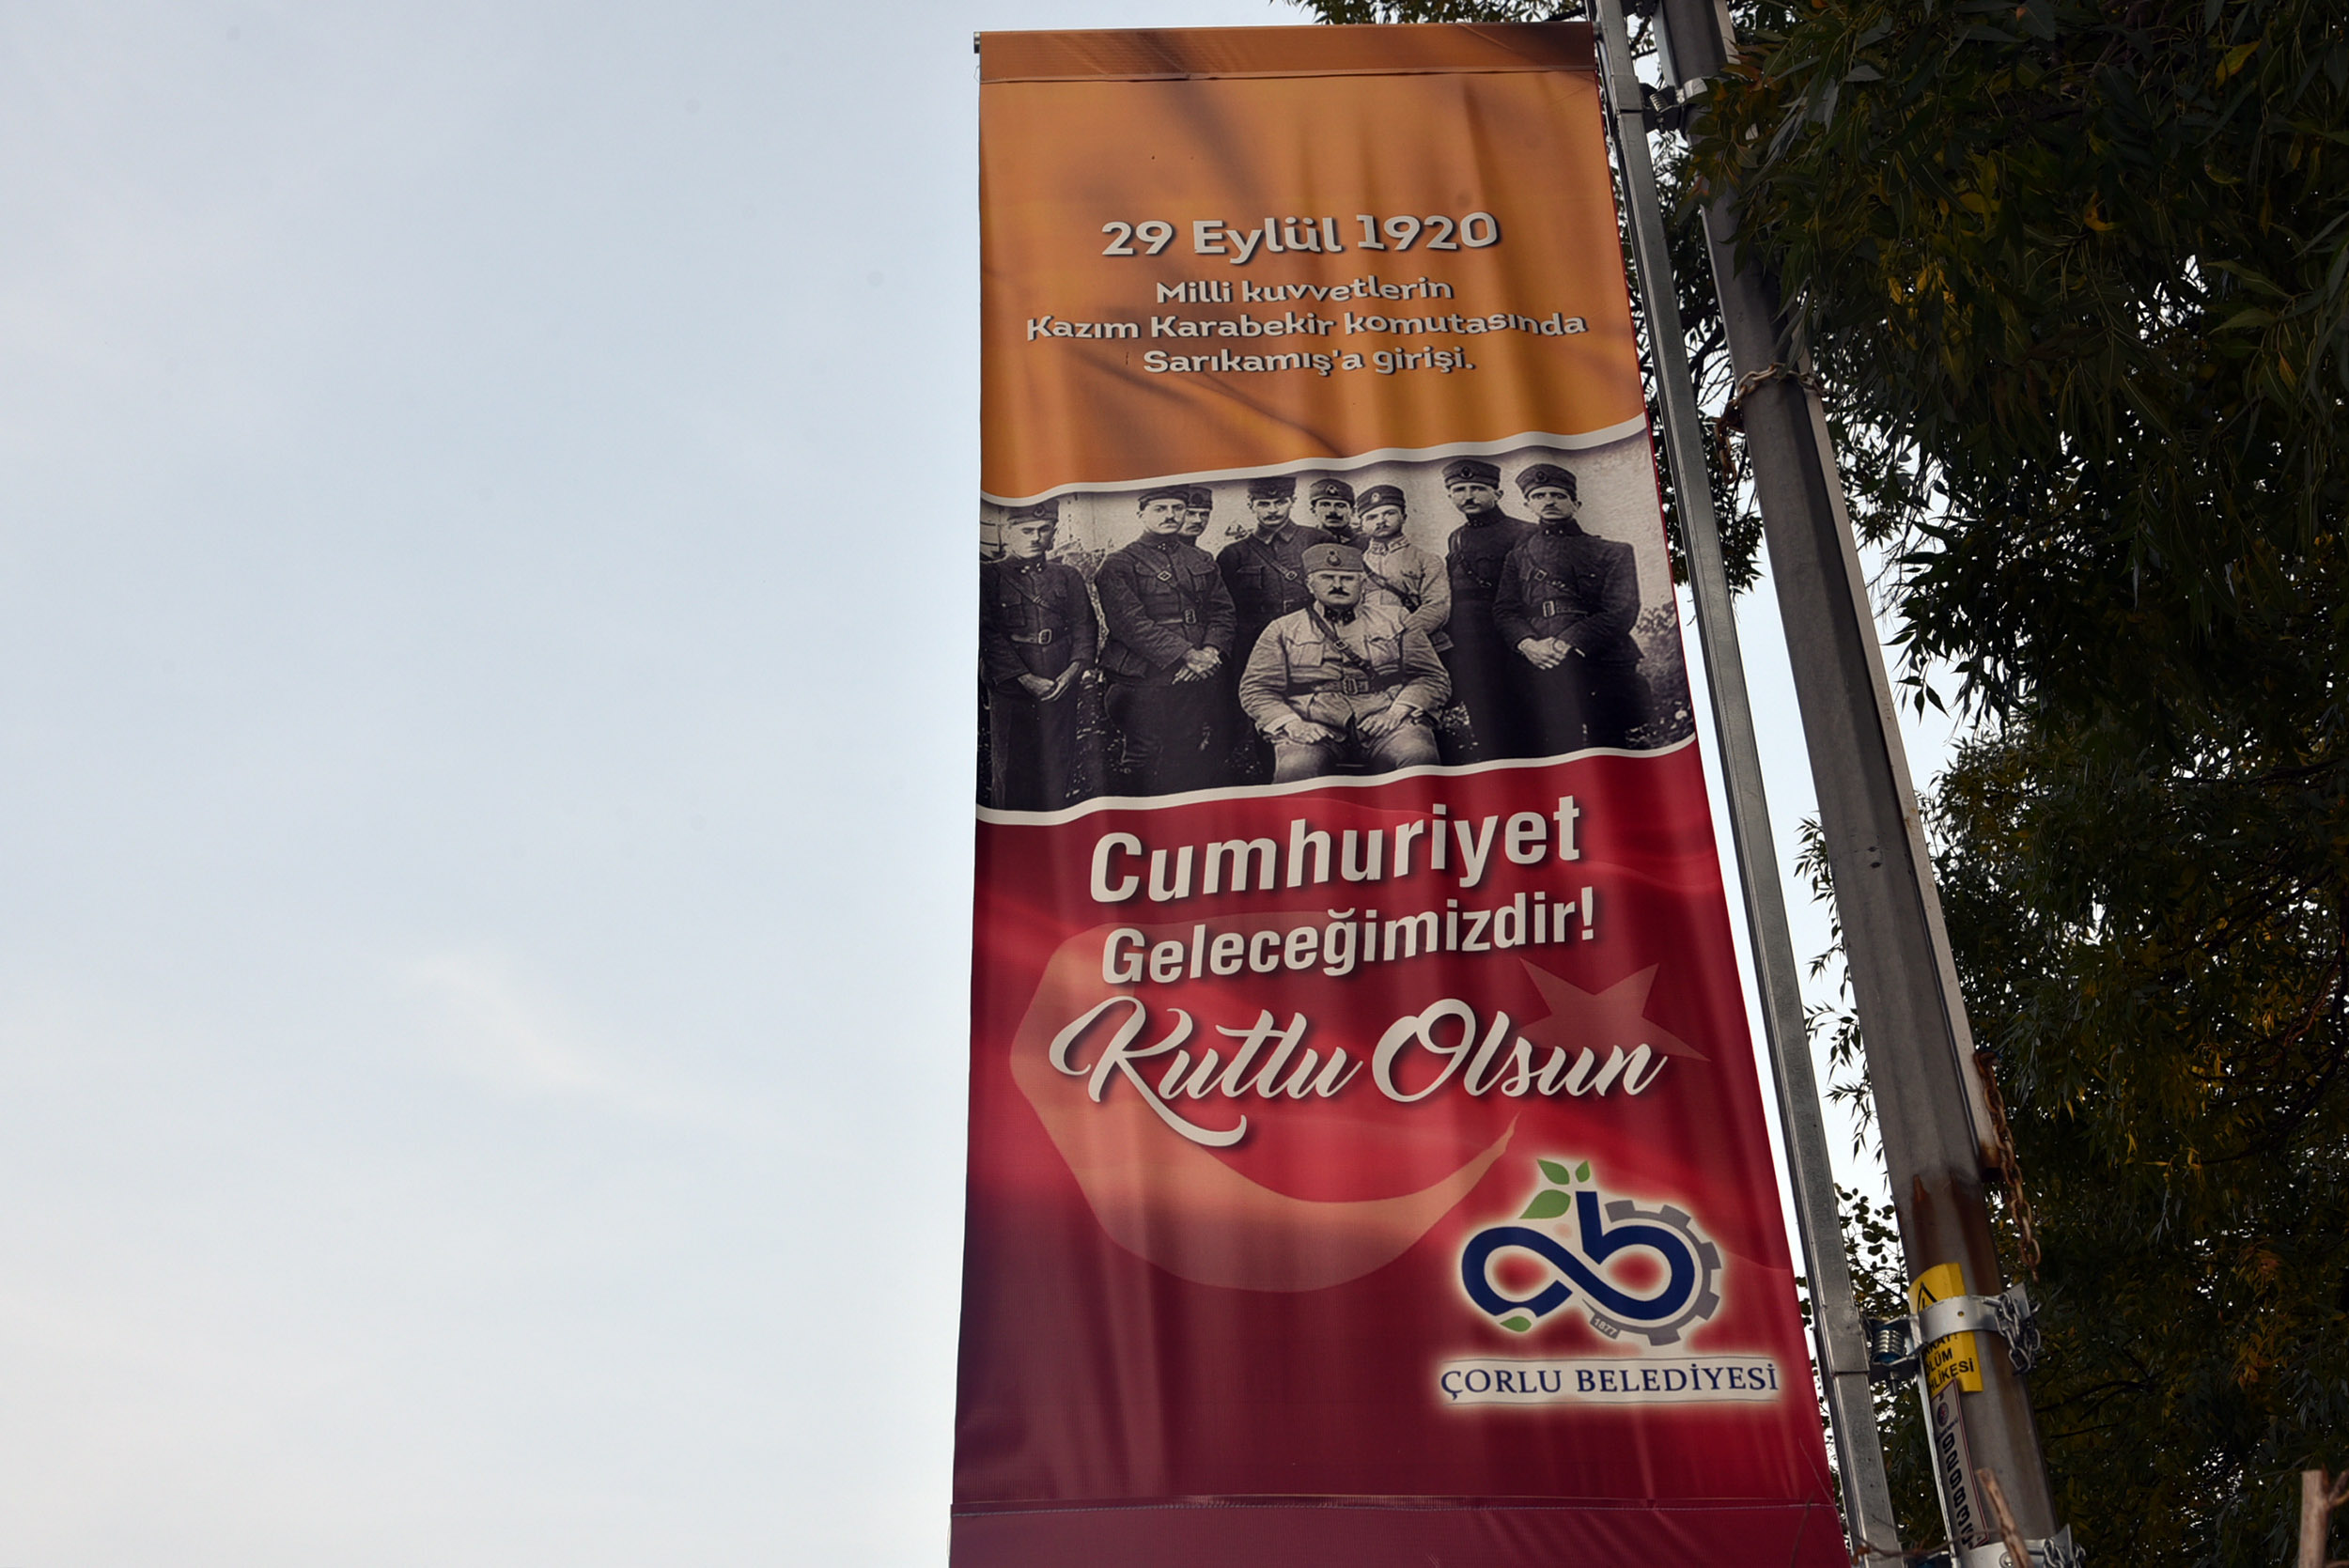 29 Eylül 1920
Milli kuvvetlerin
Kazım Karabekir komutasında
Sarıkamış'a girişi.
Cumhuriyet
Geleceğimizdir!
Kutlu Olsun
1877
ÇORLU BELEDİYESİ